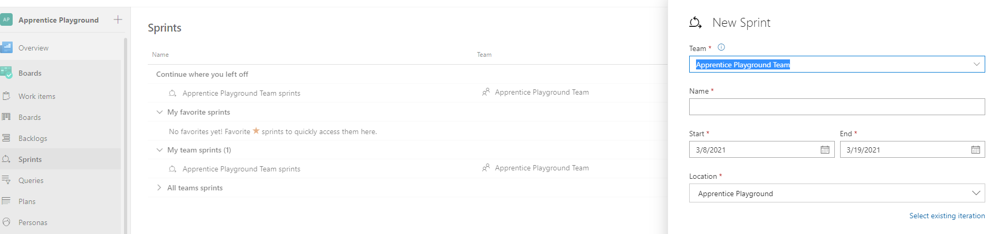 AP Apprentice Playground
Overview
Boards
Work items
Boards
Backlogs
Sprints
Queries
Plans
Personas
Sprints
Name Team
Continue where you left off
Apprentice Playground Team sprints Apprentice Playground Team
My favorite sprints
No favorites yet! Favorite ★ sprints to quickly access them here.
My team sprints (1)
Apprentice Playground Team sprints Apprentice Playground Team
All teams sprints
New Sprint
Team *
Apprentice Playground Team
Name *
Start * End *
3/8/2021 3/19/2021
Location *
Apprentice Playground
Select existing iteration